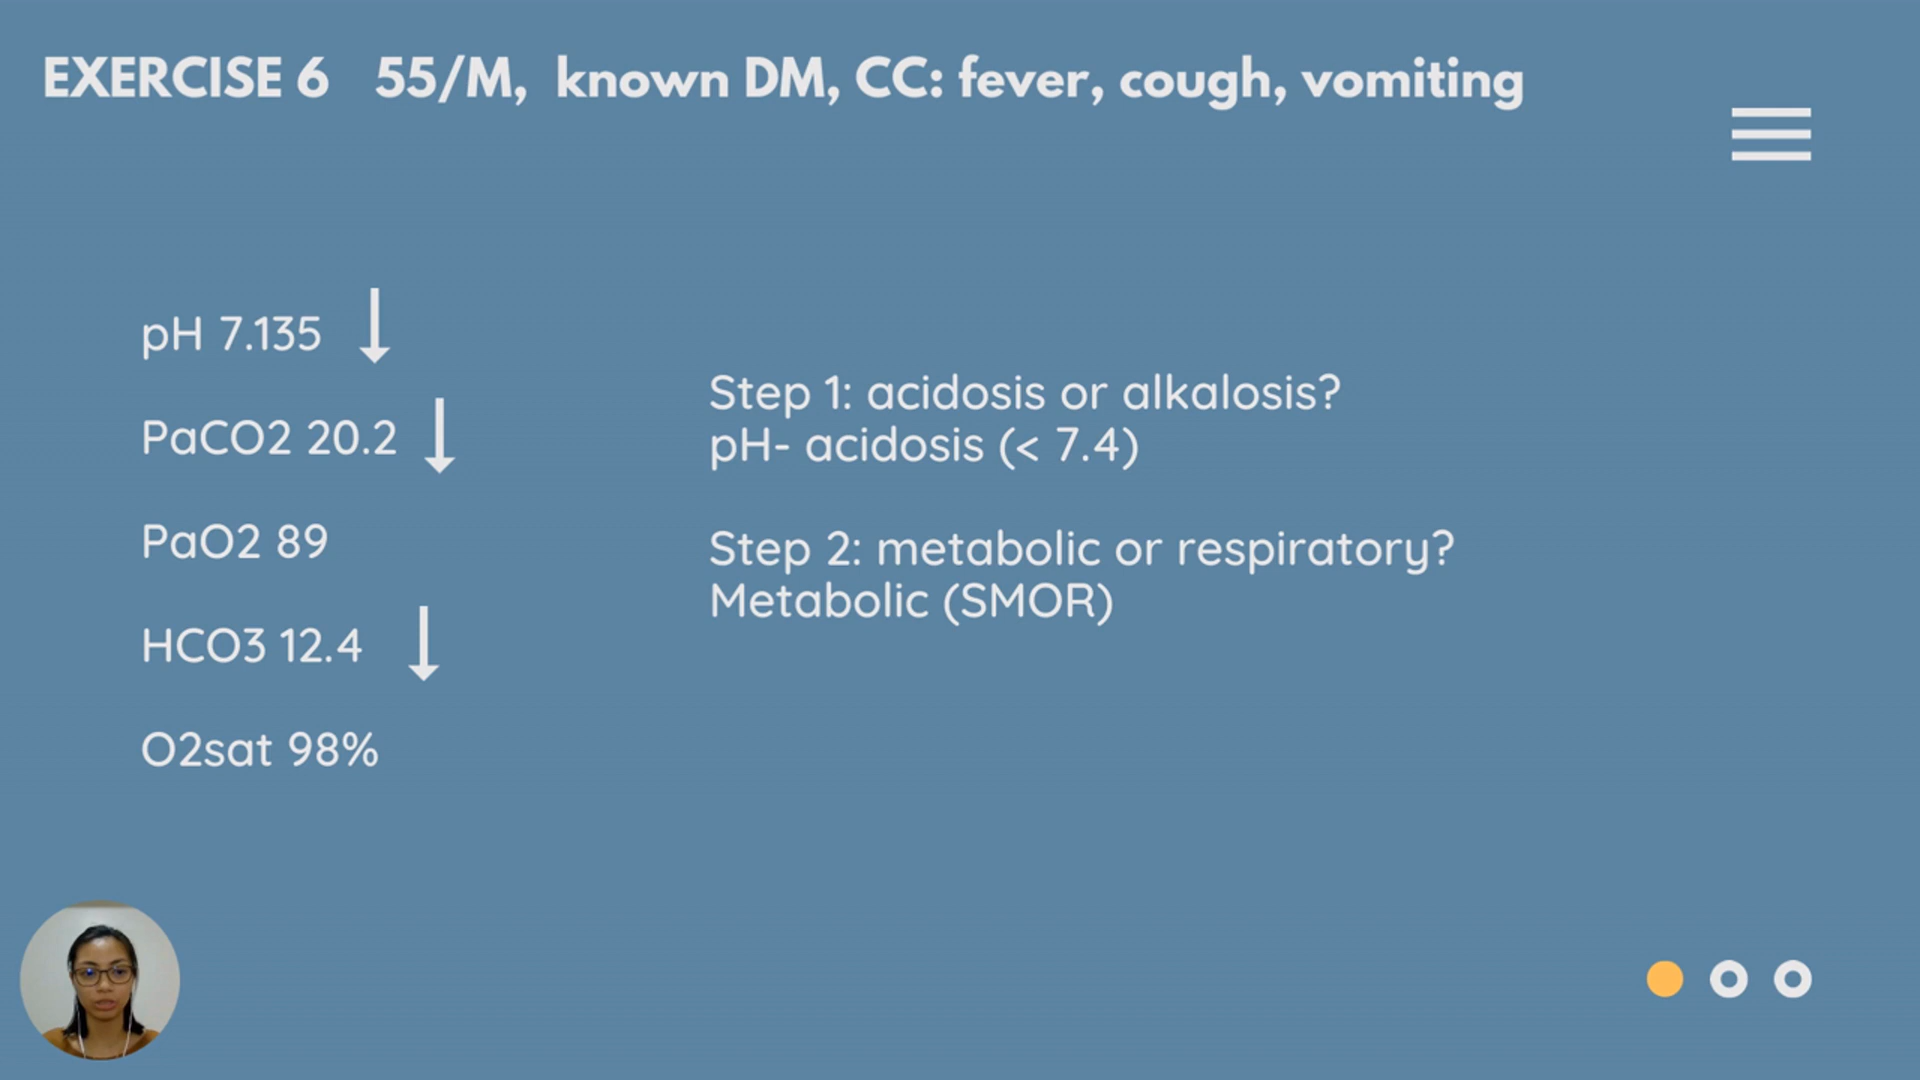 EXERCISE 6 55/M, known DM, CC: fever, cough, vomiting
pH 7.135
PaCO2 20.2
PaO2 89
HCO3 12.4
O2sat 98%
Step 1: acidosis or alkalosis?
pH- acidosis (< 7.4)
Step 2: metabolic or respiratory?
Metabolic (SMOR)